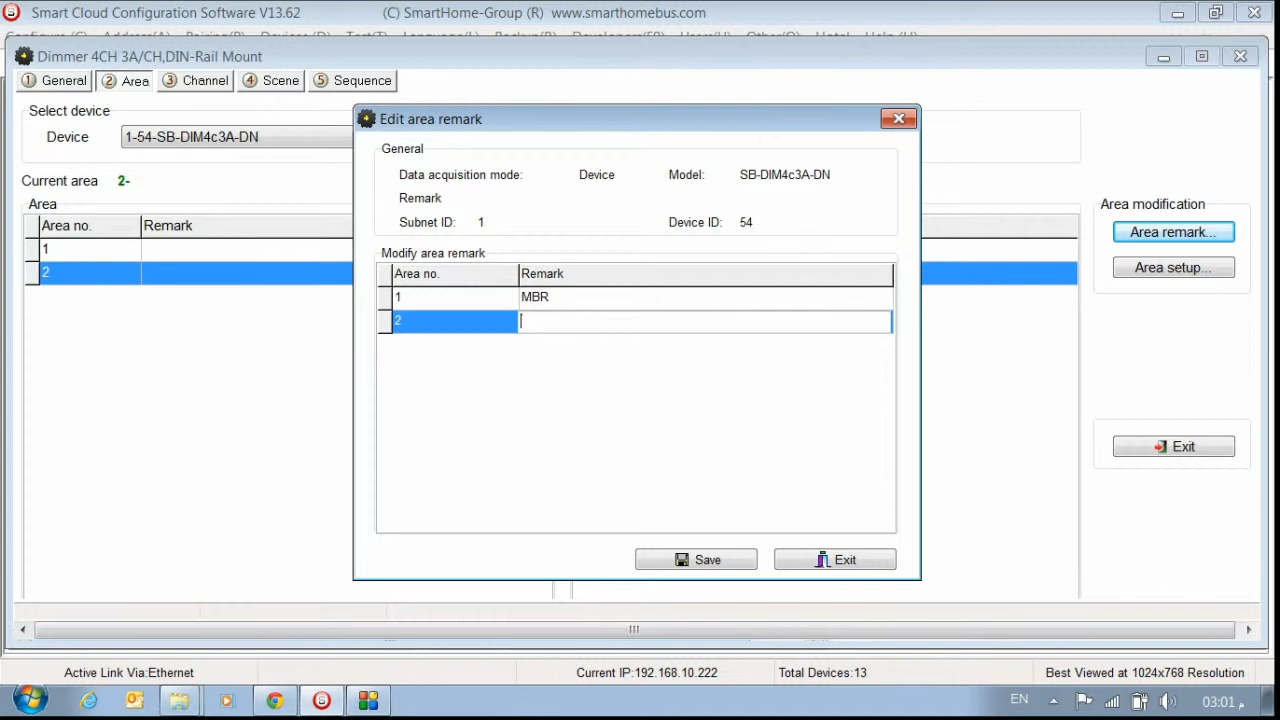 Smart Cloud Configuration Software V13.62 (C) SmartHome-Group (R) www.smarthomebus.com
Dimmer 4CH 3A/CH,DIN-Rail Mount
1 General 2 Area 3 Channel 4 Scene 5 Sequence
Select device
Device 1-54-SB-DIM4c3A-DN
Current area 2-
Area
Area no. Remark
1
2
Edit area remark
General
Data acquisition mode: Device Model: SB-DIM4c3A-DN
Remark
Subnet ID: 1 Device ID: 54
Modify area remark
Area no. Remark
1 MBR
2
Save Exit
Area modification
Area remark...
Area setup...
Exit
Active Link Via:Ethernet Current IP:192.168.10.222 Total Devices:13 Best Viewed at 1024x768 Resolution
EN 03:01 م